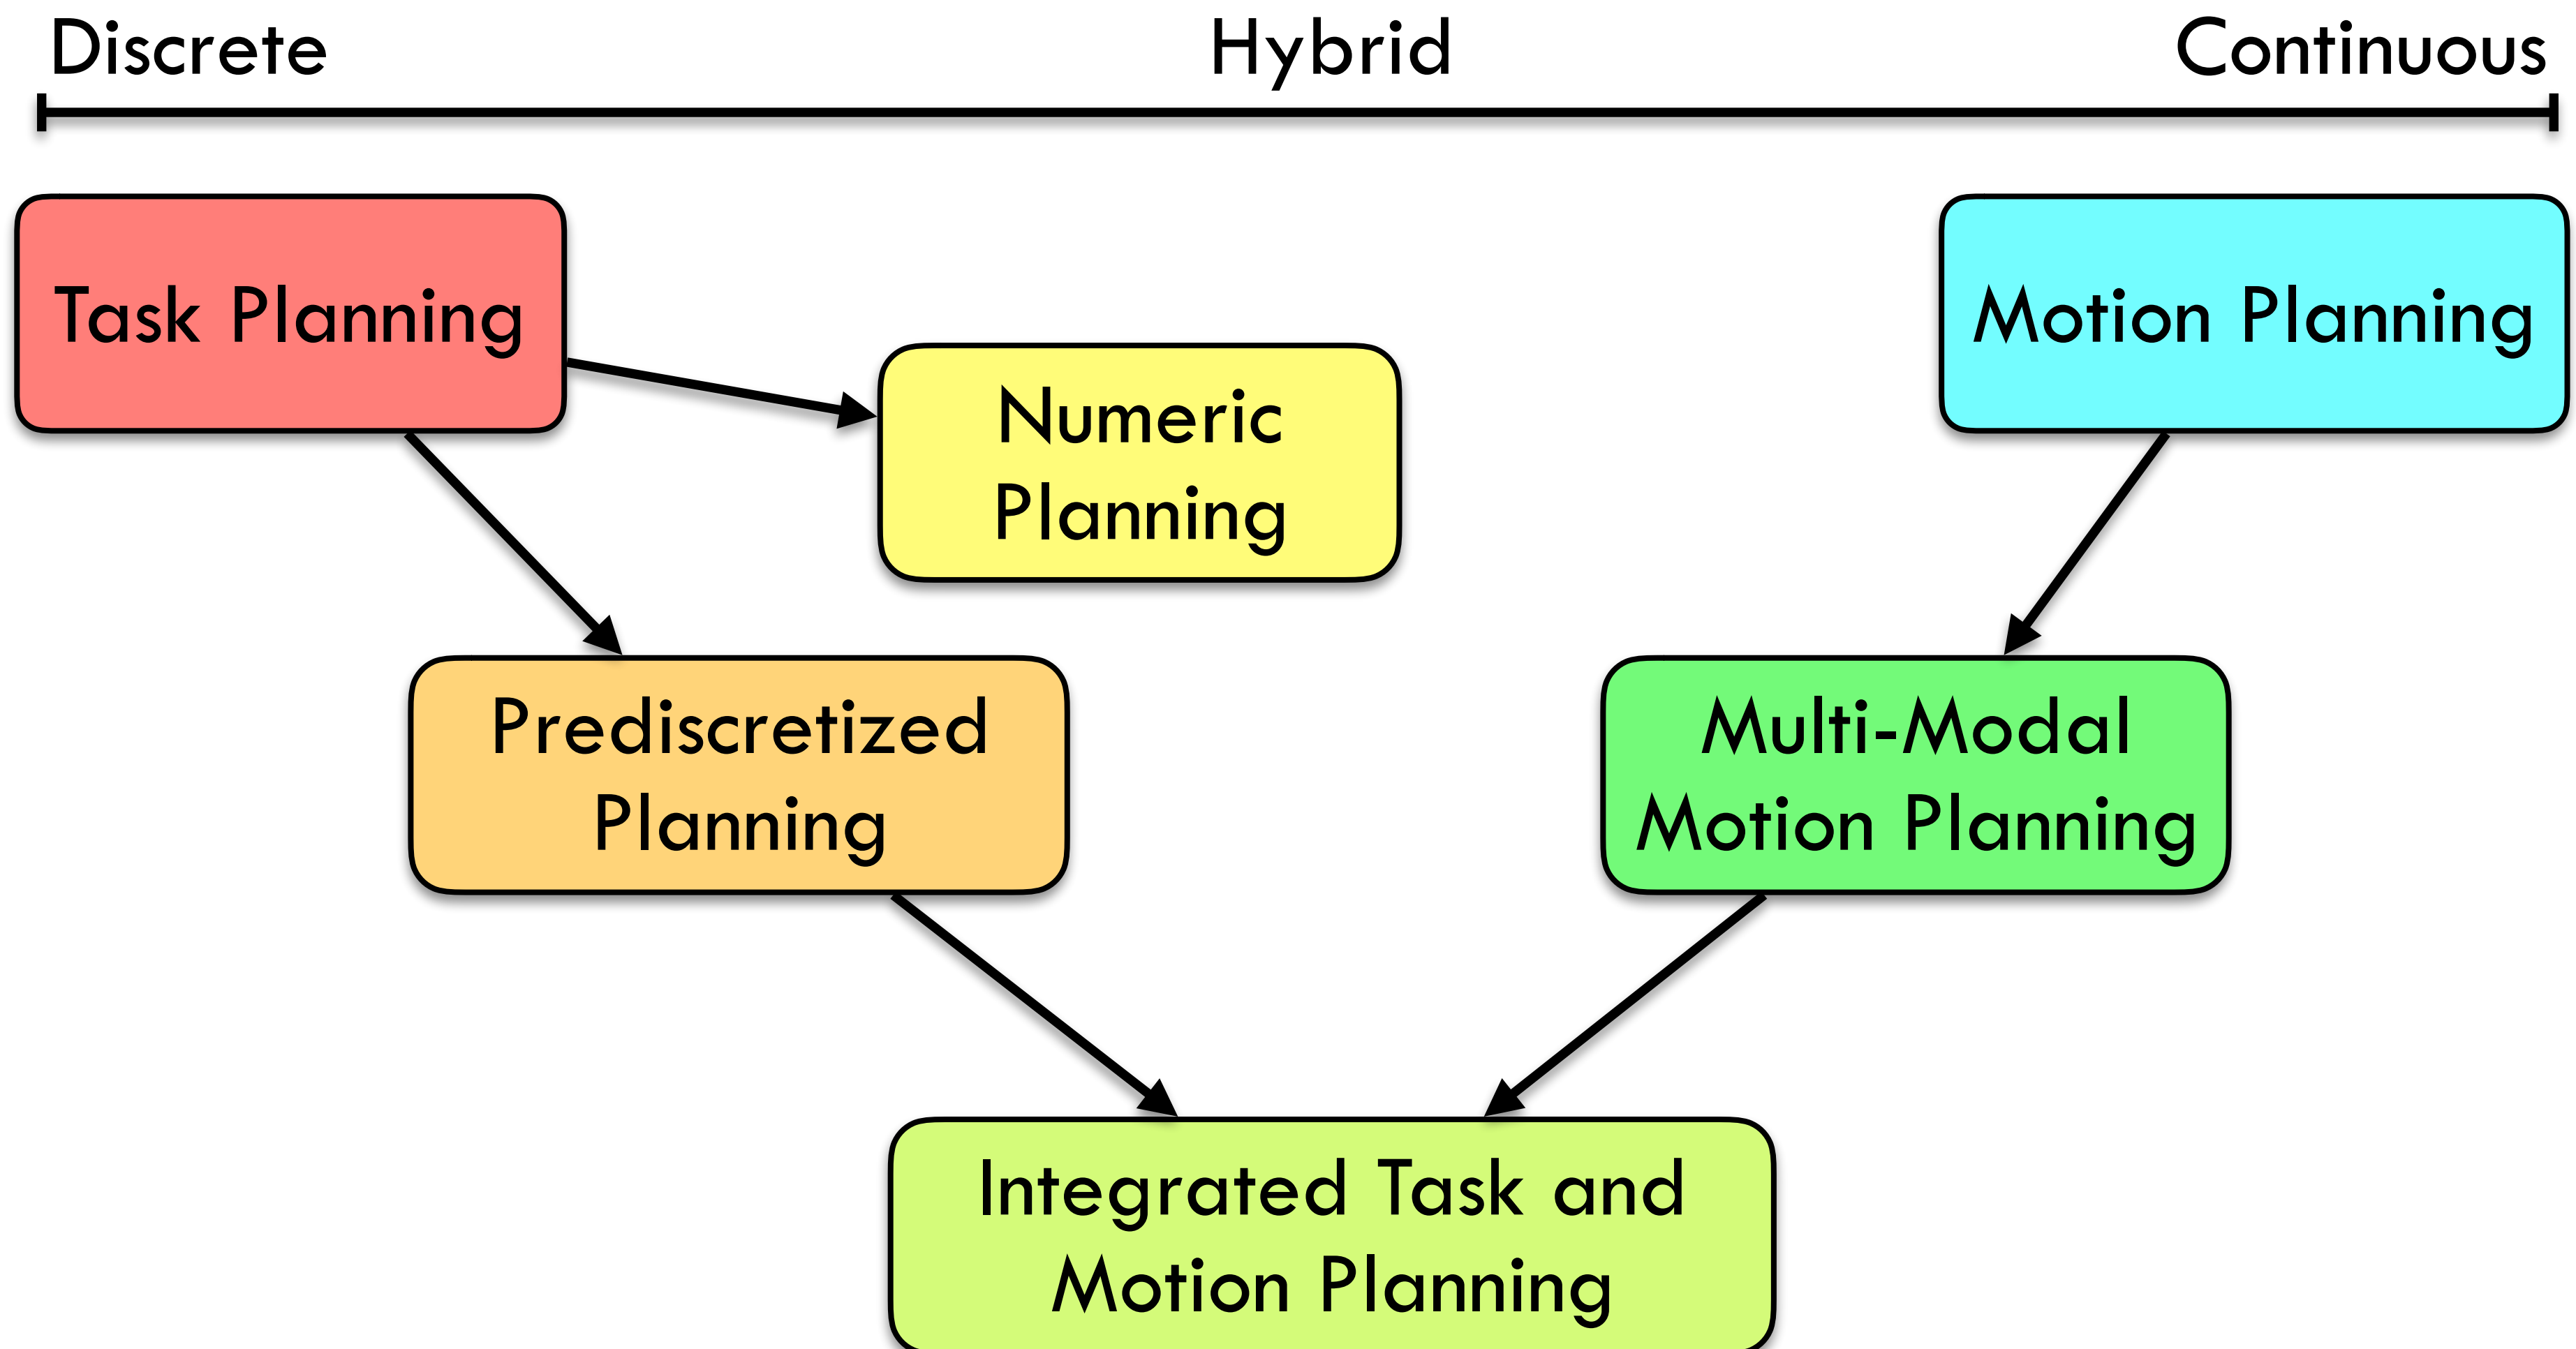 Discrete
Hybrid
Continuous
Task Planning
Motion Planning
Numeric
Planning
Prediscretized
Planning
Multi-Modal
Motion Planning
Integrated Task and
Motion Planning